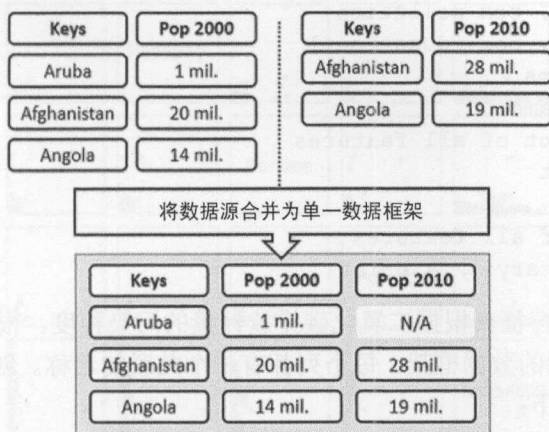 Keys Pop 2000
Aruba 1 mil.
Afghanistan 20 mil.
Angola 14 mil.
Keys Pop 2010
Afghanistan 28 mil.
Angola 19 mil.
将数据源合并为单一数据框架
Keys Pop 2000 Pop 2010
Aruba 1 mil. N/A
Afghanistan 20 mil. 28 mil.
Angola 14 mil. 19 mil.